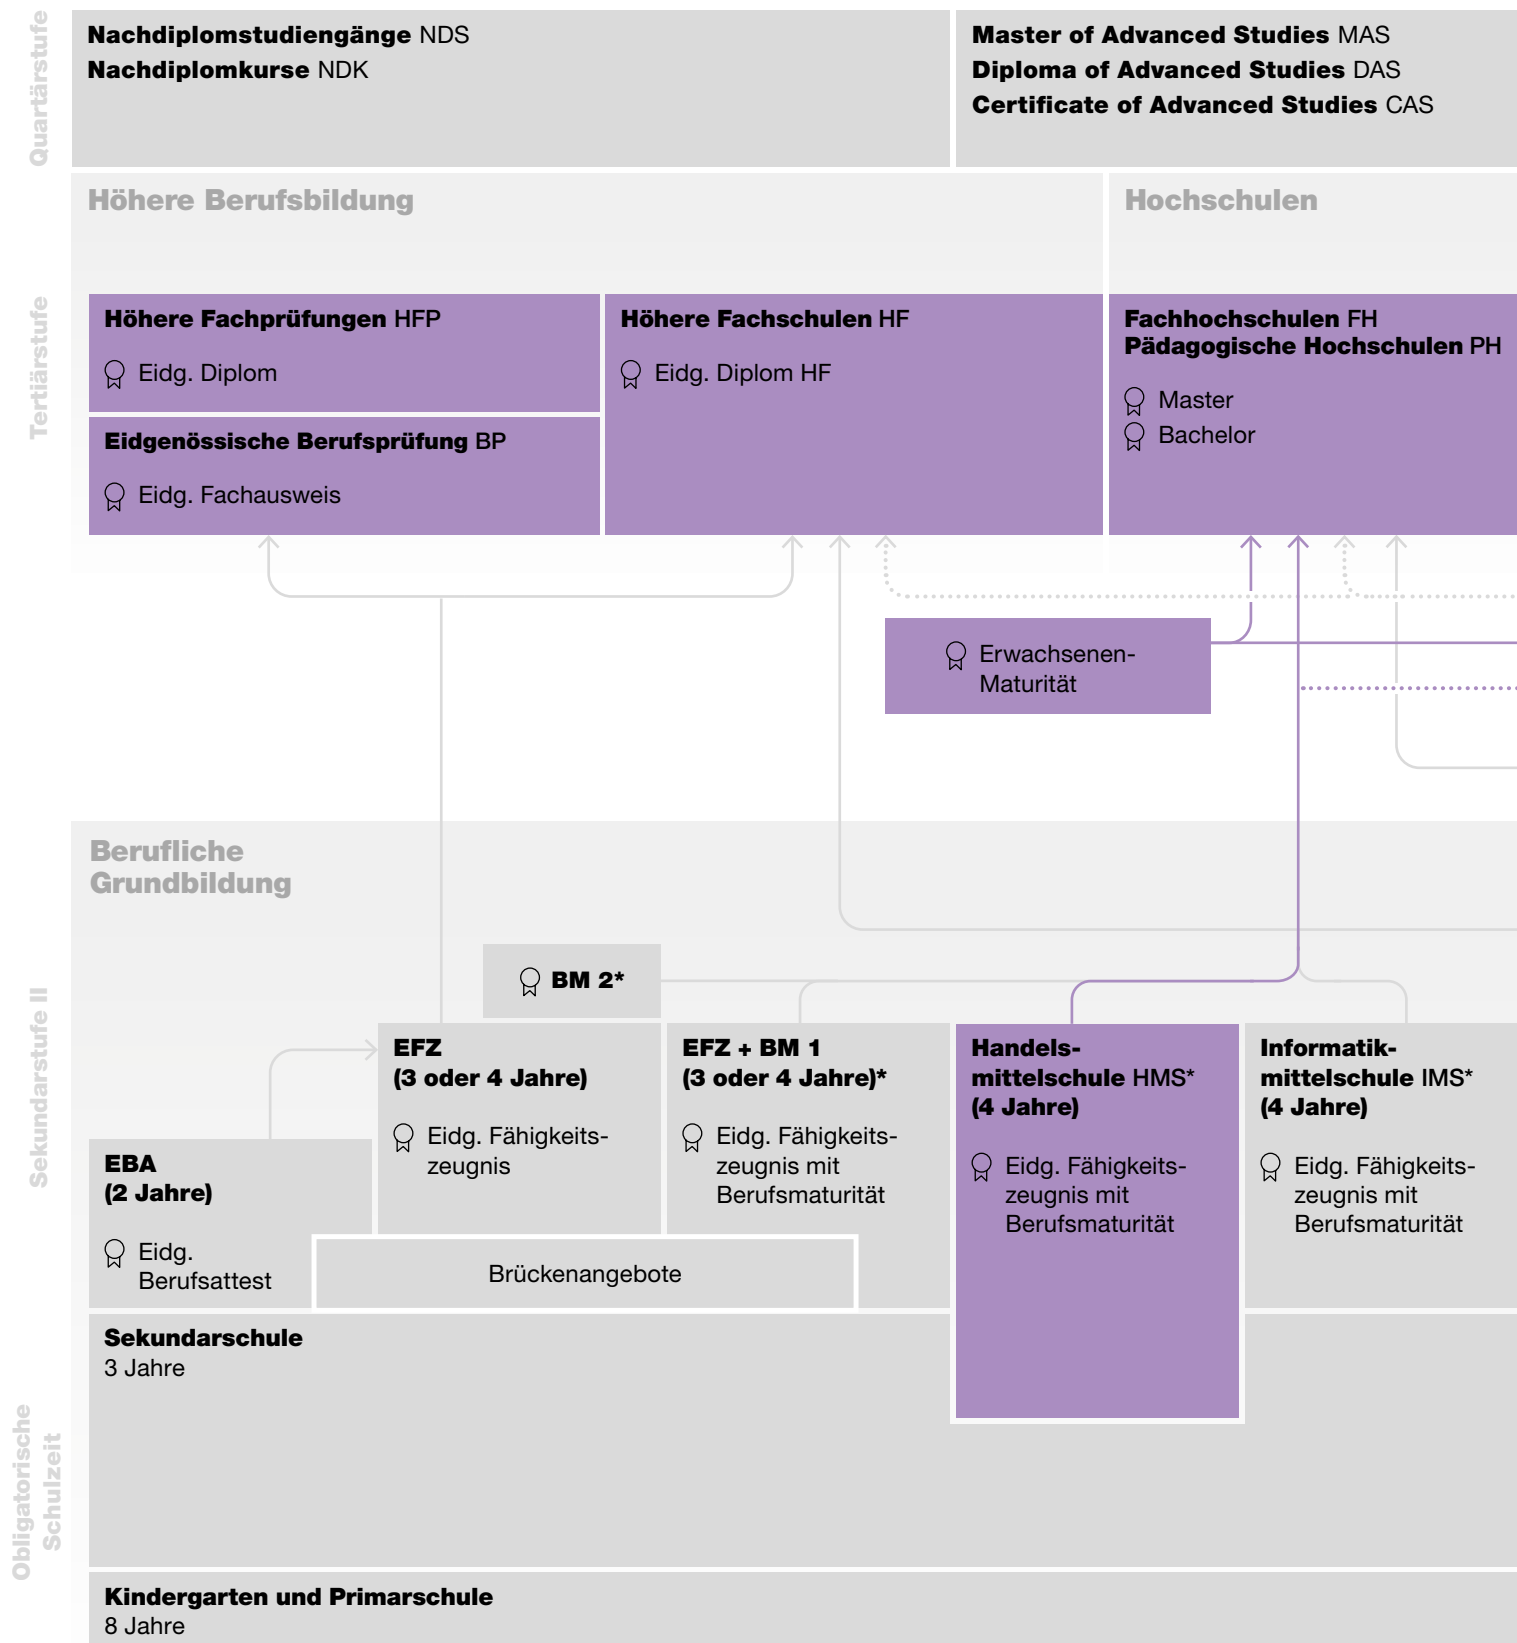 Quartärstufe
Nachdiplomstudiengänge NDS
Nachdiplomkurse NDK
Master of Advanced Studies MAS
Diploma of Advanced Studies DAS
Certificate of Advanced Studies CAS
Tertiärstufe
Höhere Berufsbildung
Hochschulen
Höhere Fachprüfungen HFP
Eidg. Diplom
Eidgenössische Berufsprüfung BP
Eidg. Fachausweis
Höhere Fachschulen HF
Eidg. Diplom HF
Fachhochschulen FH
Pädagogische Hochschulen PH
Master
Bachelor
Erwachsenen-
Maturität
Sekundarstufe II
Berufliche
Grundbildung
BM 2*
EBA
(2 Jahre)
Eidg.
Berufsattest
EFZ
(3 oder 4 Jahre)
Eidg. Fähigkeits-
zeugnis
EFZ + BM 1
(3 oder 4 Jahre)*
Eidg. Fähigkeits-
zeugnis mit
Berufsmaturität
Handels-
mittelschule HMS*
(4 Jahre)
Eidg. Fähigkeits-
zeugnis mit
Berufsmaturität
Informatik-
mittelschule IMS*
(4 Jahre)
Eidg. Fähigkeits-
zeugnis mit
Berufsmaturität
Brückenangebote
Obligatorische
Schulzeit
Sekundarschule
3 Jahre
Kindergarten und Primarschule
8 Jahre